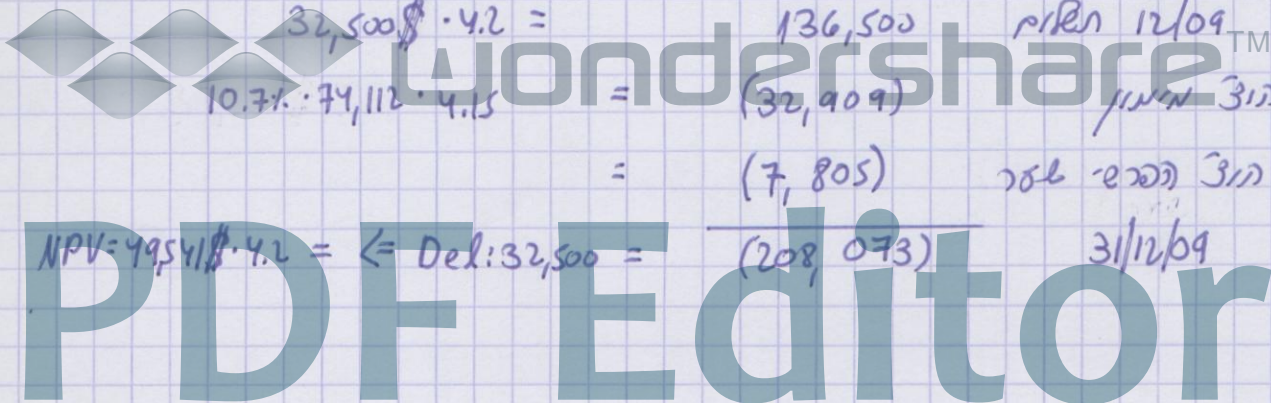 32,500$ · 4.2 = 136,500 תשלום 12/09
10.7% · 74,112 · 4.15 = (32,909) הוצ' מימון
= (7,805) הוצ' הפרשי שער
NPV=49,541$ · 4.2 = <= Del:32,500 = (208,073) 31/12/09
wondershare™
PDF Editor